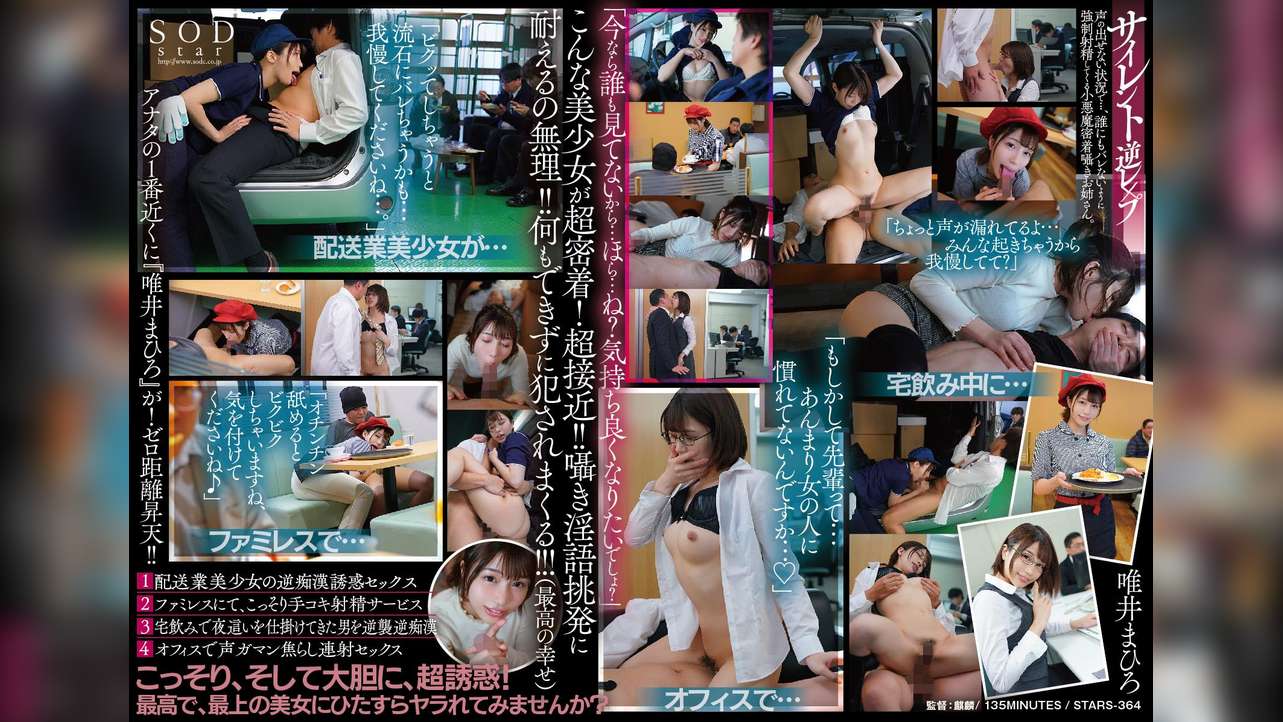 サイレント逆レ×プ
声の出せない状況で…、誰にもバレないように
強制射精してくる小悪魔密着囁きお姉さん。
SOD
star
http://www.sodc.co.jp
「ビクッてしちゃうと
流石にバレちゃうかも…
我慢してくださいね…。」
配送業美少女が…
「今なら誰も見てないから…ほら…ね？気持ち良くなりたいでしょ？」
こんな美少女が超密着！超接近!!囁き淫語挑発に
耐えるの無理!!何もできずに犯されまくる!!!（最高の幸せ）
アナタの1番近くに『唯井まひろ』が！ゼロ距離昇天!!
「ちょっと声が漏れてるよ…
みんな起きちゃうから
我慢してて？」
宅飲み中に…
「オチンチン
舐めると
ビクビク
しちゃいますね、
気を付けて
くださいね♪」
ファミレスで…
「もしかして先輩って…
あんまり女の人に
慣れてないんですか…♡」
オフィスで…
1 配送業美少女の逆痴漢誘惑セックス
2 ファミレスにて、こっそり手コキ射精サービス
3 宅飲みで夜這いを仕掛けてきた男を逆襲逆痴漢
4 オフィスで声ガマン焦らし連射セックス
こっそり、そして大胆に、超誘惑！
最高で、最上の美女にひたすらヤラれてみませんか？
唯井まひろ
監督：麒麟/ 135MINUTES / STARS-364